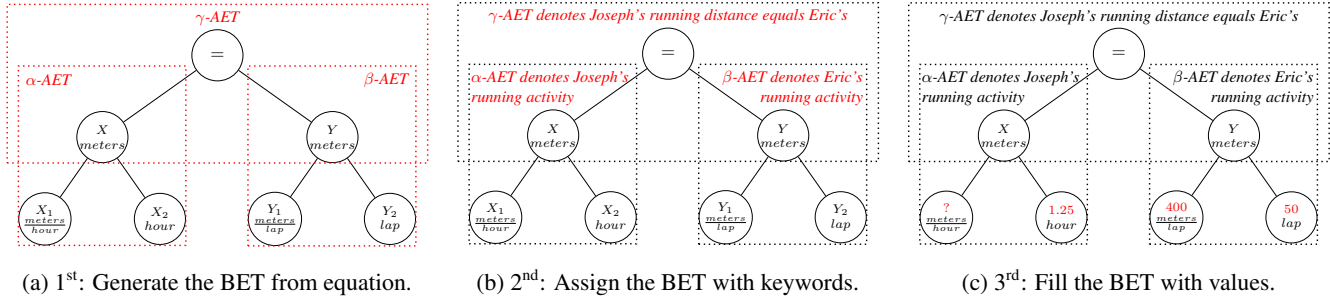 γ-AET
=
α-AET
β-AET
X
meters
Y
meters
X₁
meters
hour
X₂
hour
Y₁
meters
lap
Y₂
lap
(a) 1st: Generate the BET from equation.
γ-AET denotes Joseph's running distance equals Eric's
=
α-AET denotes Joseph's
running activity
β-AET denotes Eric's
running activity
X
meters
Y
meters
X₁
meters
hour
X₂
hour
Y₁
meters
lap
Y₂
lap
(b) 2nd: Assign the BET with keywords.
γ-AET denotes Joseph's running distance equals Eric's
=
α-AET denotes Joseph's
running activity
β-AET denotes Eric's
running activity
X
meters
Y
meters
?
meters
hour
1.25
hour
400
meters
lap
50
lap
(c) 3rd: Fill the BET with values.